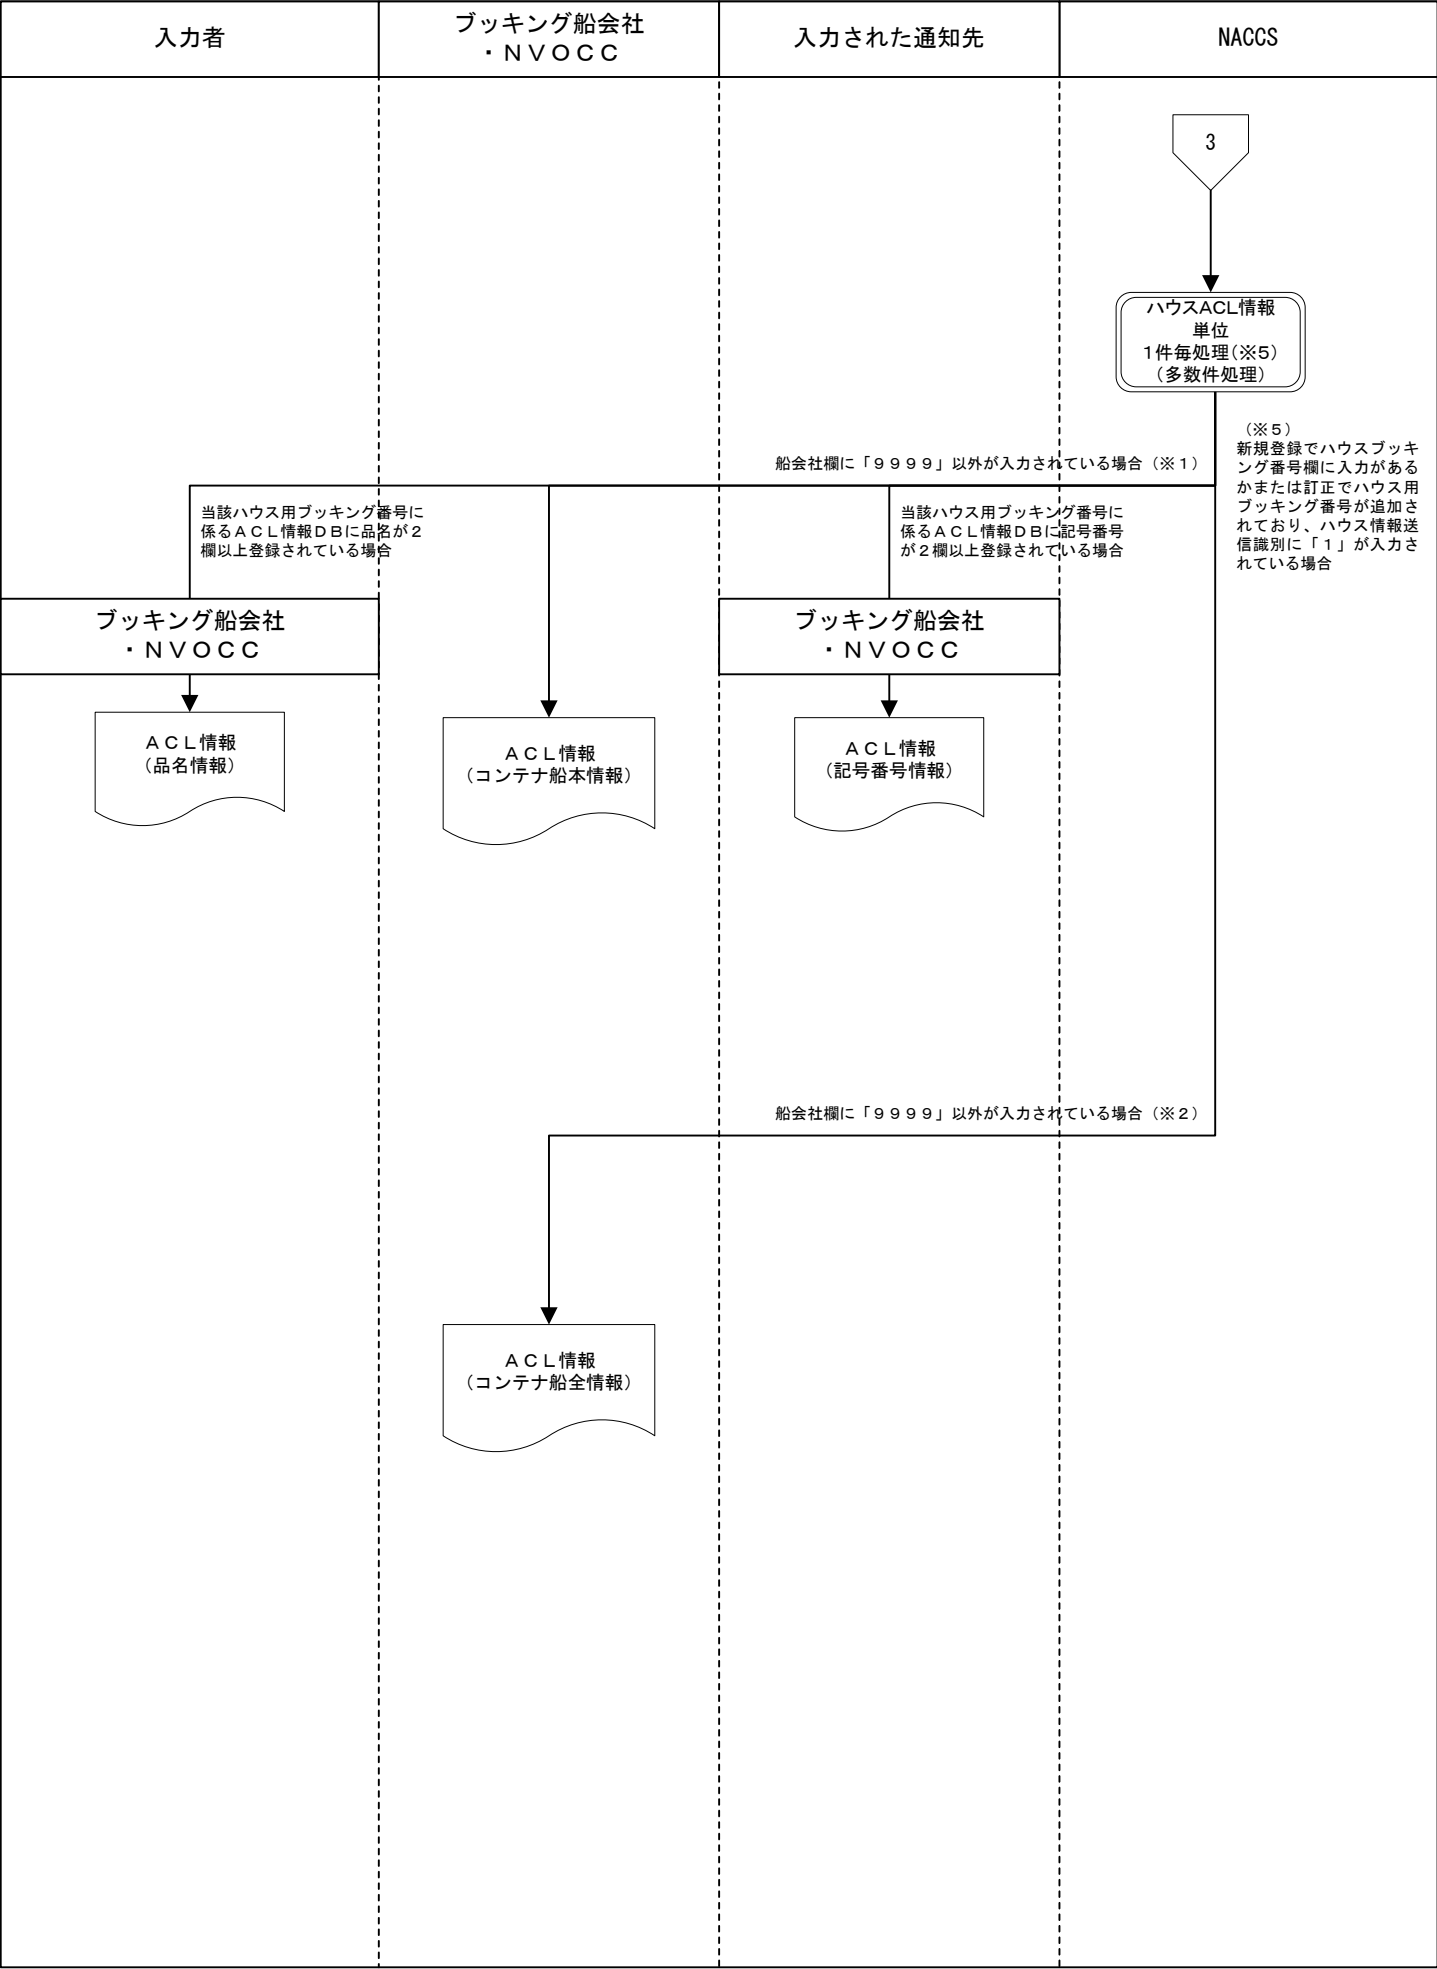 入力者
ブッキング船会社
・ＮＶＯＣＣ
入力された通知先
NACCS
3
ハウスACL情報
単位
1件毎処理(※5)
(多数件処理)
（※５）
新規登録でハウスブッキ
ング番号欄に入力がある
かまたは訂正でハウス用
ブッキング番号が追加さ
れており、ハウス情報送
信識別に「１」が入力さ
れている場合
船会社欄に「９９９９」以外が入力されている場合（※１）
当該ハウス用ブッキング番号に
係るＡＣＬ情報ＤＢに品名が２
欄以上登録されている場合
当該ハウス用ブッキング番号に
係るＡＣＬ情報ＤＢに記号番号
が２欄以上登録されている場合
ブッキング船会社
・ＮＶＯＣＣ
ブッキング船会社
・ＮＶＯＣＣ
ＡＣＬ情報
（品名情報）
ＡＣＬ情報
（コンテナ船本情報）
ＡＣＬ情報
（記号番号情報）
船会社欄に「９９９９」以外が入力されている場合（※２）
ＡＣＬ情報
（コンテナ船全情報）